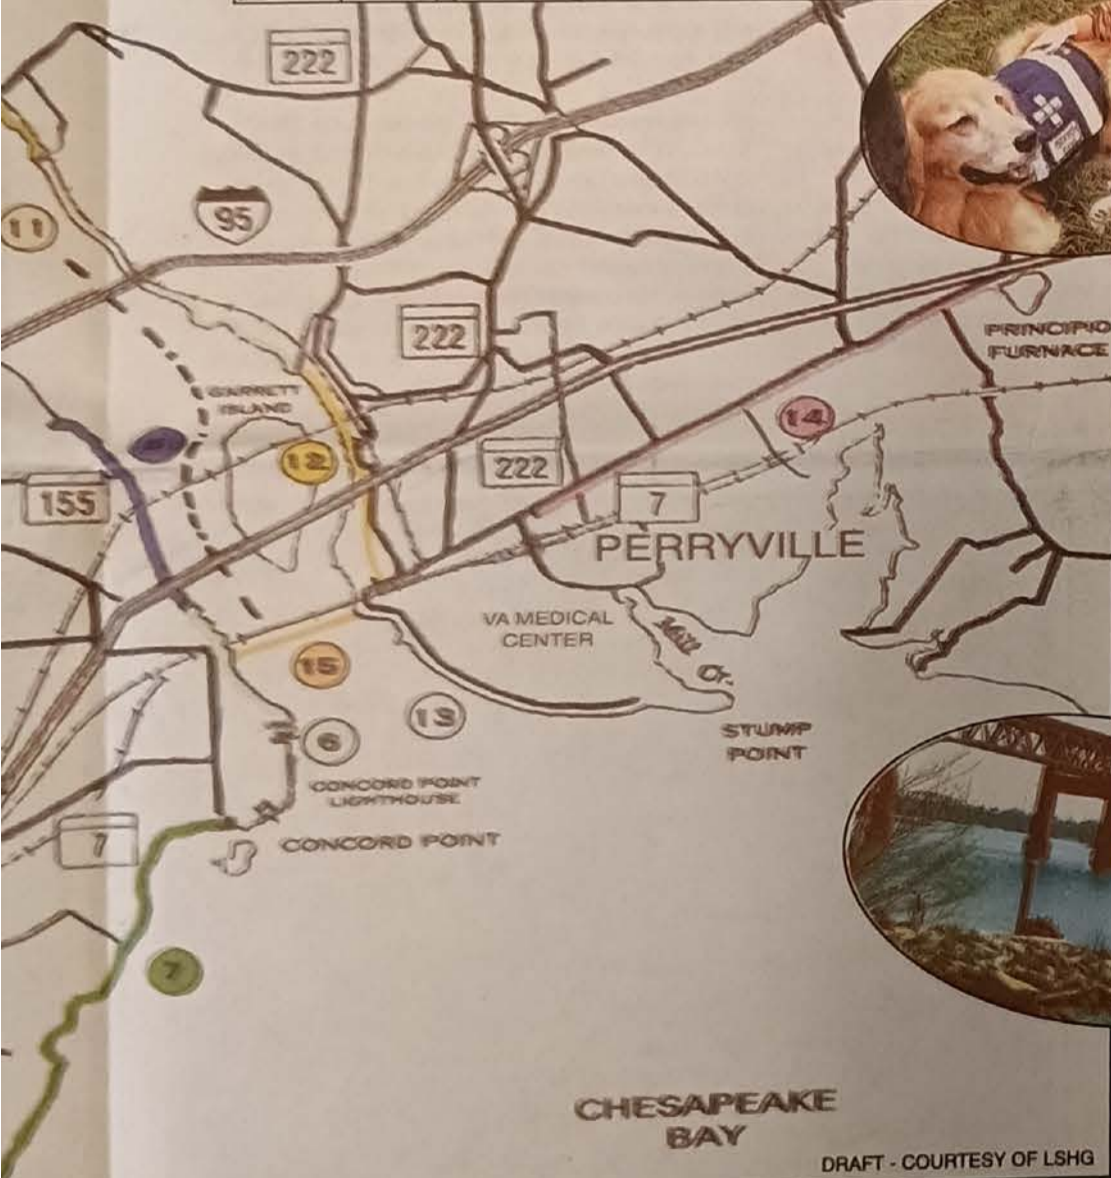 222
95
11
222
PRINCIPIO
FURNACE
GARRETT
ISLAND
14
12
222
155
7
PERRYVILLE
VA MEDICAL
CENTER
Mill
Cr.
15
13
STUMP
POINT
6
CONCORD POINT
LIGHTHOUSE
7
CONCORD POINT
7
CHESAPEAKE
BAY
DRAFT - COURTESY OF LSHG